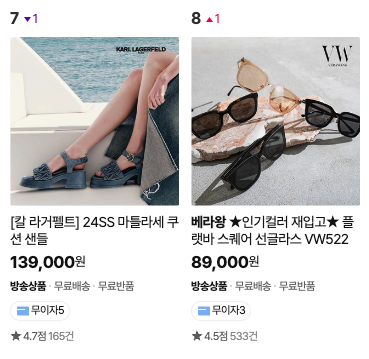 7 ▼1
KARL LAGERFELD
[칼 라거펠트] 24SS 마틀라세 쿠
션 샌들
139,000원
방송상품 · 무료배송 · 무료반품
무이자5
★ 4.7점 165건
8 ▲1
VW
VERAWANG
베라왕 ★인기컬러 재입고★ 플
랫바 스퀘어 선글라스 VW522
89,000원
방송상품 · 무료배송 · 무료반품
무이자3
★ 4.5점 533건